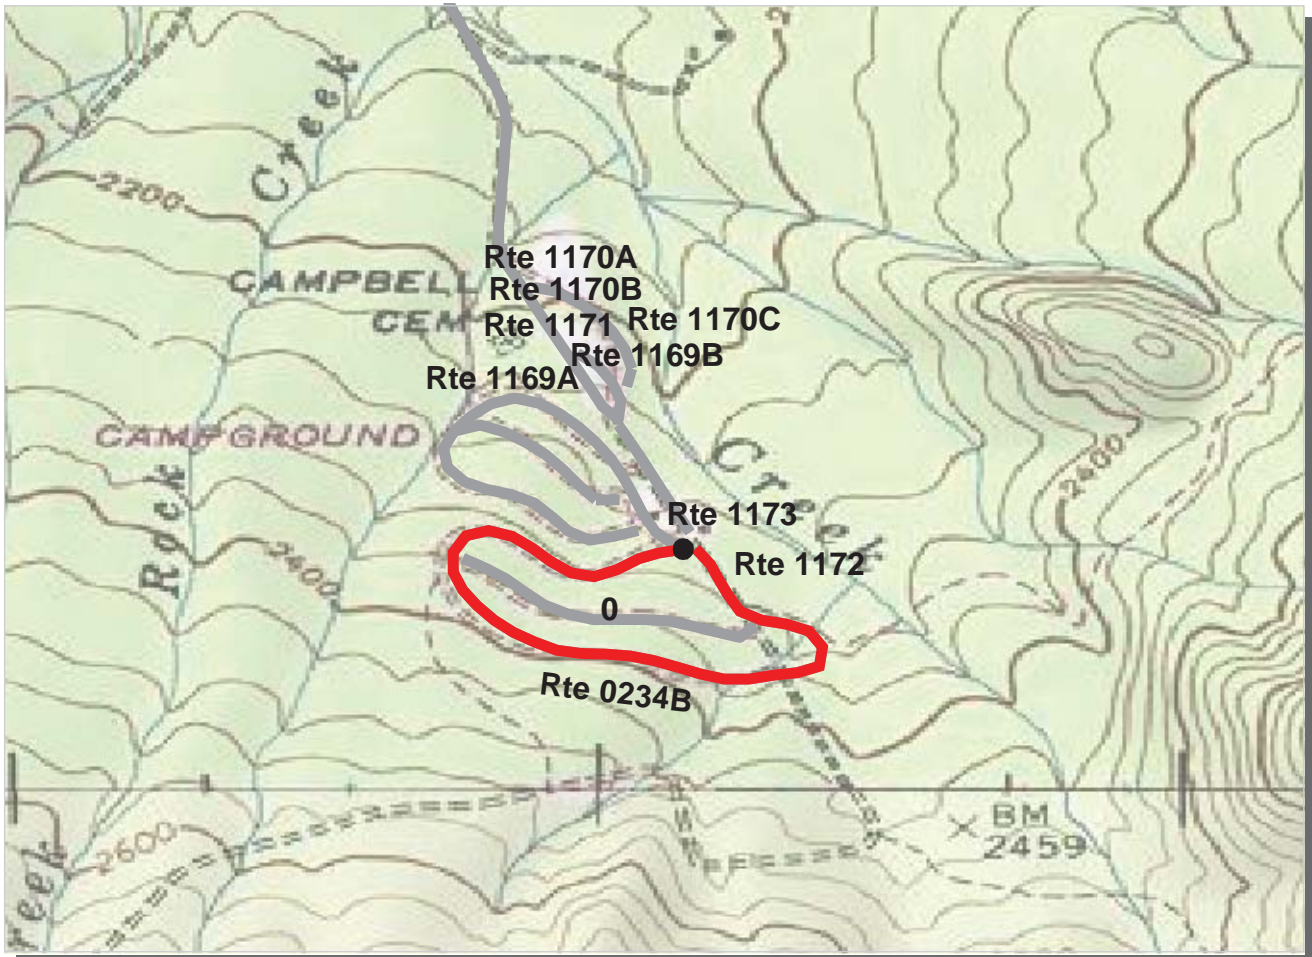 Creek
2200
Rte 1170A
CAMPBELL
Rte 1170B
CEM
Rte 1171
Rte 1170C
Rte 1169B
Rte 1169A
CAMPGROUND
Creek
2400
Rock
Rte 1173
Rte 1172
2400
0
Rte 0234B
BM
2459
2600